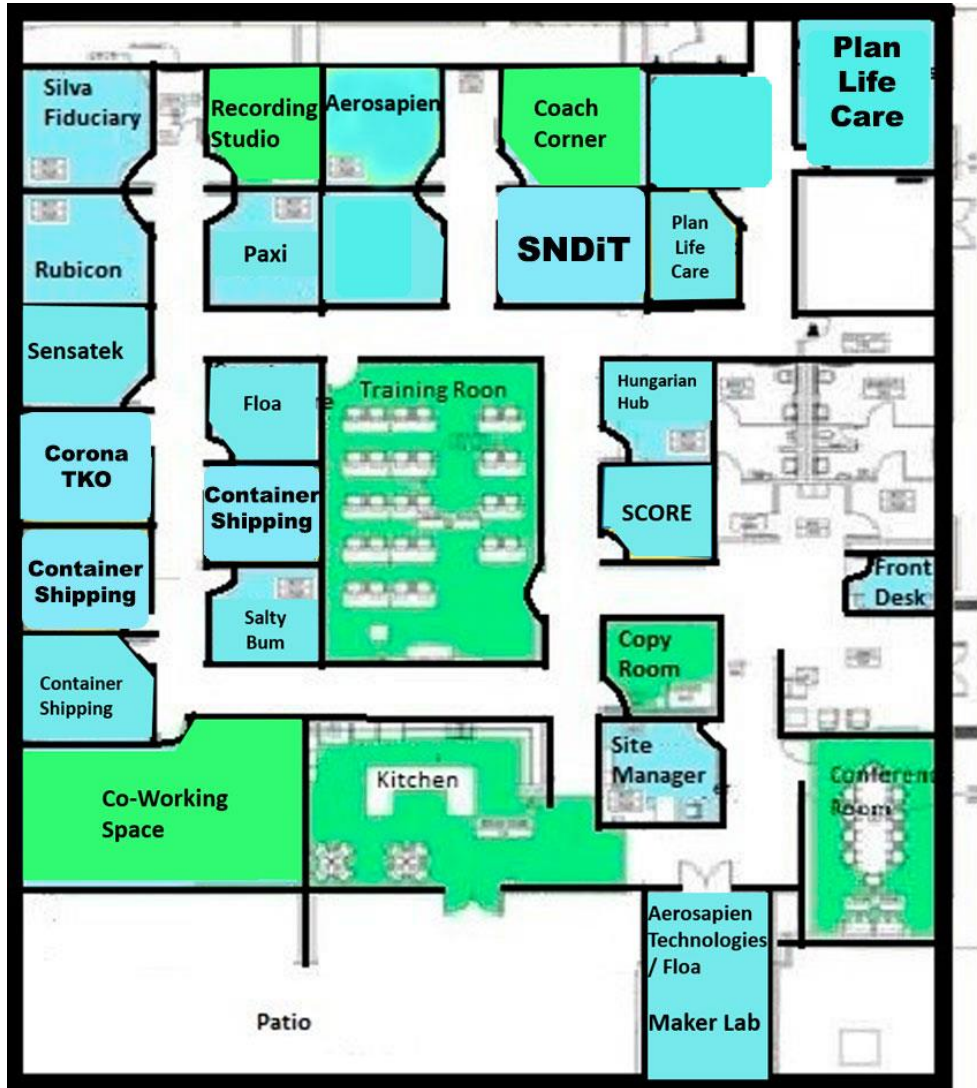 Plan
Life
Care
Silva
Fiduciary
Recording
Studio
Aerosapien
Coach
Corner
Rubicon
Paxi
SNDiT
Plan
Life
Care
Sensatek
Floa
Training Roon
Hungarian
Hub
Corona
TKO
Container
Shipping
SCORE
Container
Shipping
Front
Desk
Salty
Bum
Copy
Room
Container
Shipping
Site
Manager
Kitchen
Conferenc
Room
Co-Working
Space
Aerosapien
Technologies
/ Floa
Maker Lab
Patio